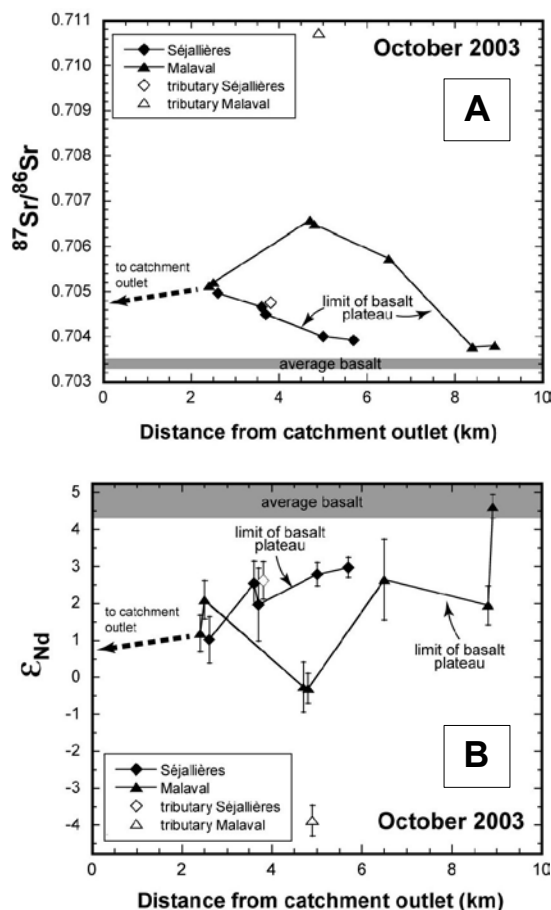 0.711
0.710
0.709
0.708
0.707
0.706
0.705
0.704
0.703
⁸⁷Sr/⁸⁶Sr
October 2003
A
Séjallières
Malaval
tributary Séjallières
tributary Malaval
to catchment
outlet
limit of basalt
plateau
average basalt
0 2 4 6 8 10
Distance from catchment outlet (km)
5
4
3
2
1
0
-1
-2
-3
-4
εNd
average basalt
limit of basalt
plateau
to catchment
outlet
limit of basalt
plateau
B
Séjallières
Malaval
tributary Séjallières
tributary Malaval
October 2003
0 2 4 6 8 10
Distance from catchment outlet (km)